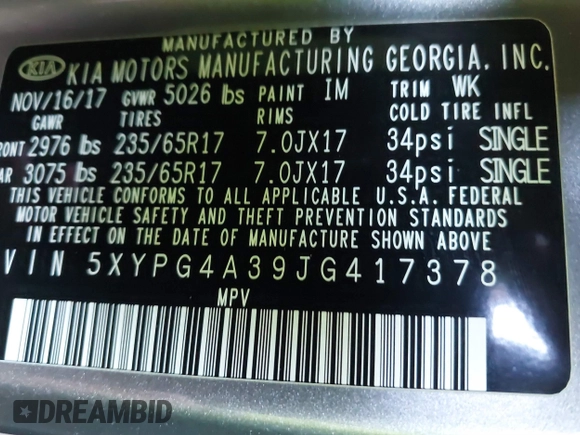 MANUFACTURED BY
KIA KIA MOTORS MANUFACTURING GEORGIA, INC.
NOV/16/17 GVWR 5026 lbs PAINT IM TRIM WK
GAWR TIRES RIMS COLD TIRE INFL
RONT 2976 lbs 235/65R17 7.0JX17 34psi SINGLE
AR 3075 lbs 235/65R17 7.0JX17 34psi SINGLE
THIS VEHICLE CONFORMS TO ALL APPLICABLE U.S.A. FEDERAL
MOTOR VEHICLE SAFETY AND THEFT PREVENTION STANDARDS
IN EFFECT ON THE DATE OF MANUFACTURE SHOWN ABOVE
VIN 5XYPG4A39JG417378
MPV
DREAMBID